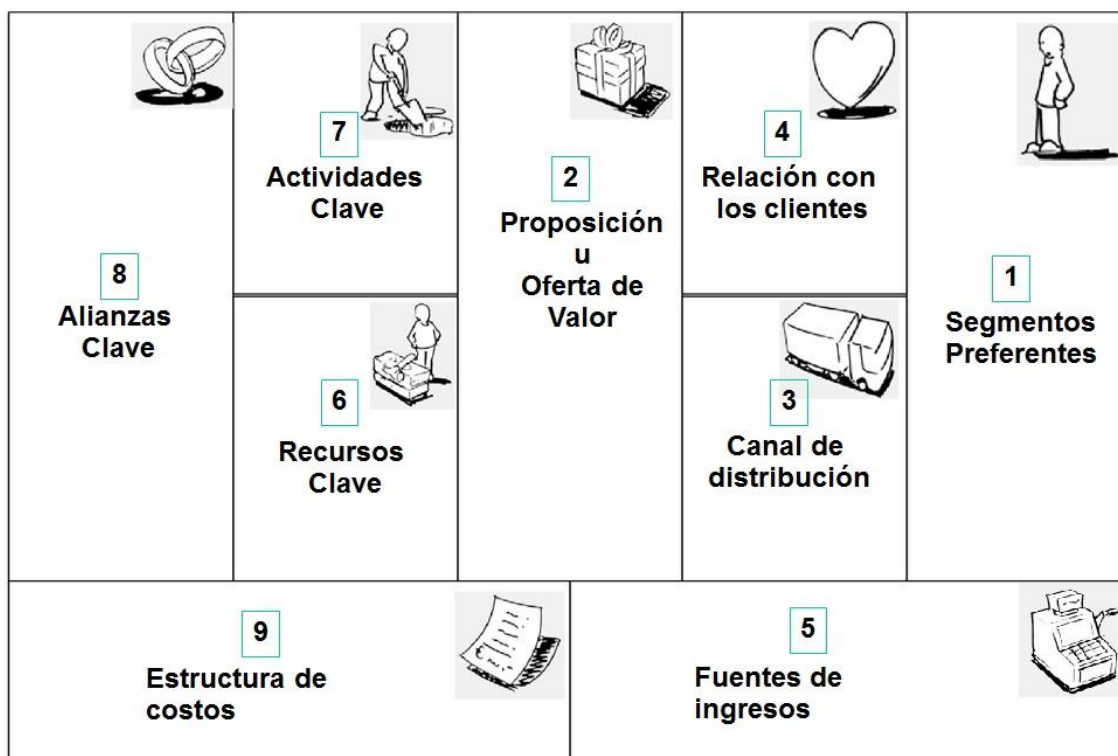 8
Alianzas
Clave
7
Actividades
Clave
6
Recursos
Clave
2
Proposición
u
Oferta de
Valor
4
Relación con
los clientes
3
Canal de
distribución
1
Segmentos
Preferentes
9
Estructura de
costos
5
Fuentes de
ingresos